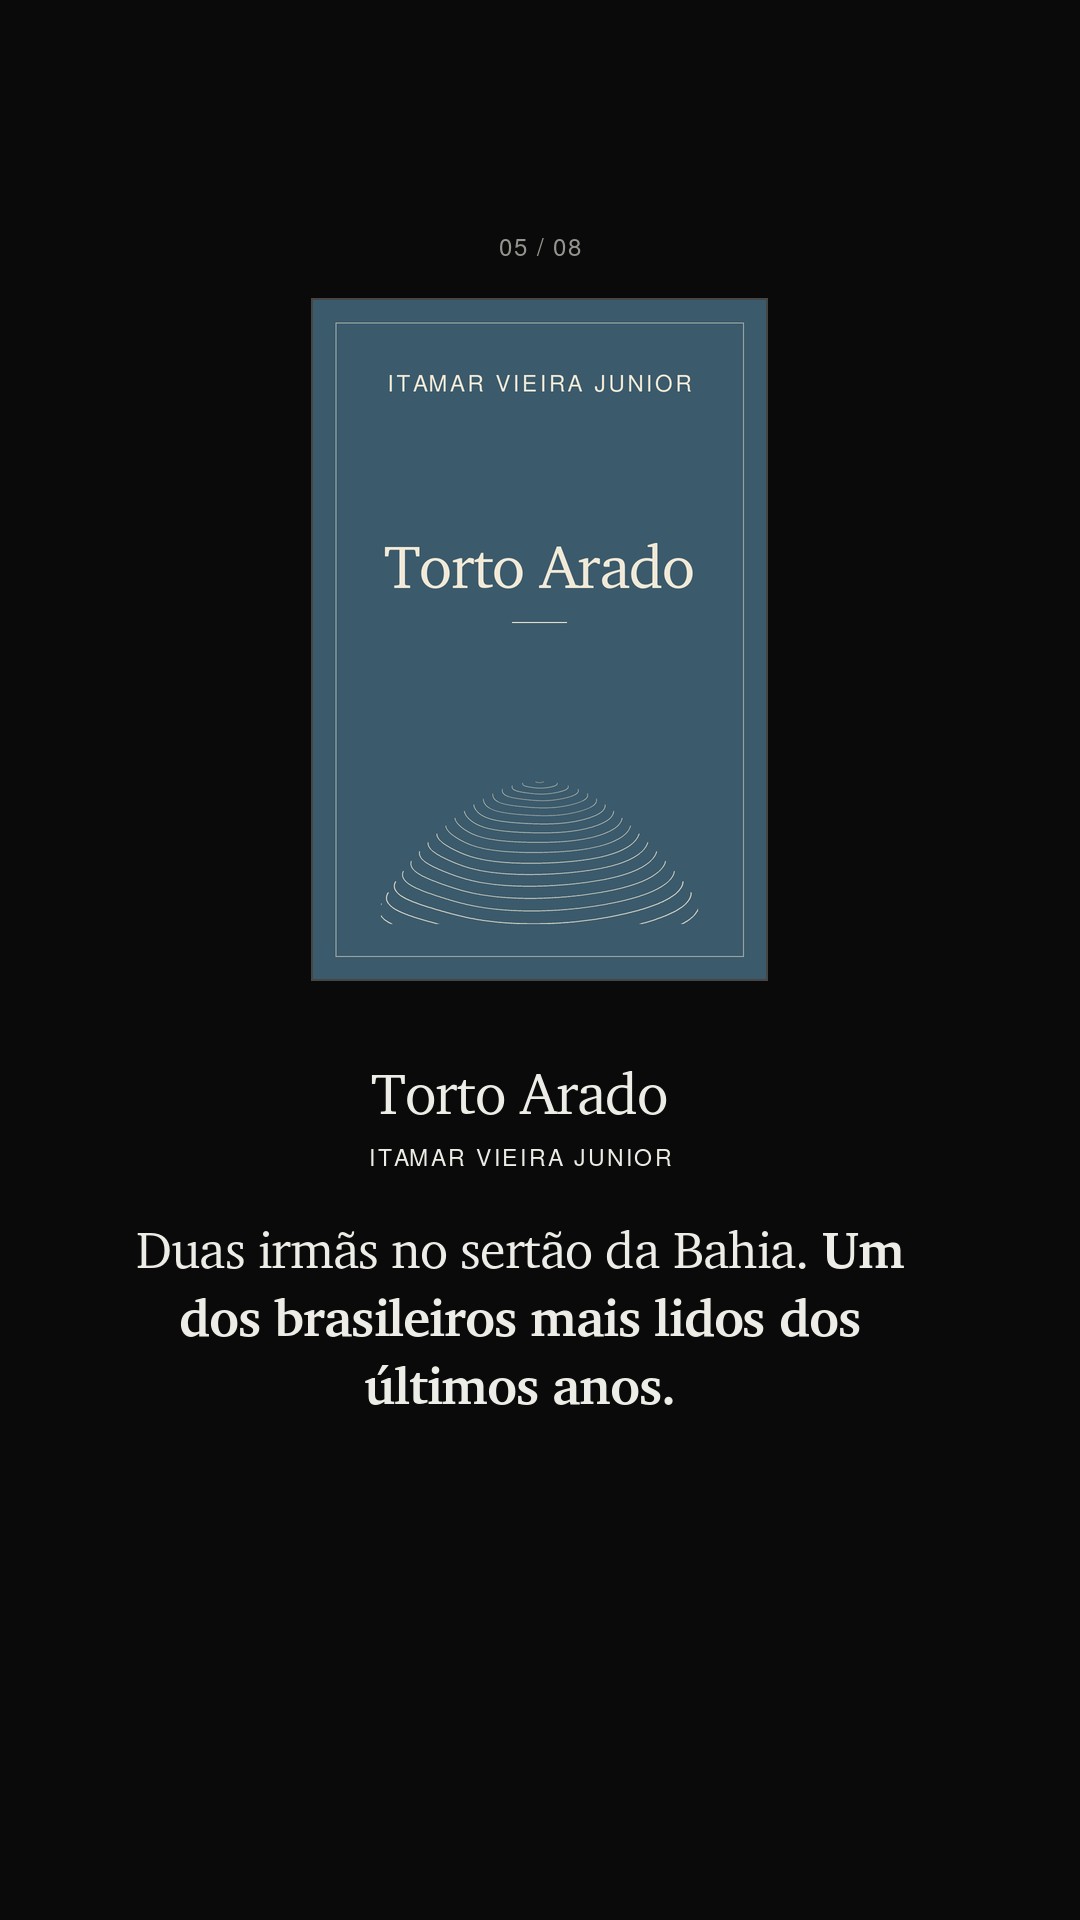 05 / 08
ITAMAR VIEIRA JUNIOR
Torto Arado
Torto Arado
ITAMAR VIEIRA JUNIOR
Duas irmãs no sertão da Bahia. Um
dos brasileiros mais lidos dos
últimos anos.